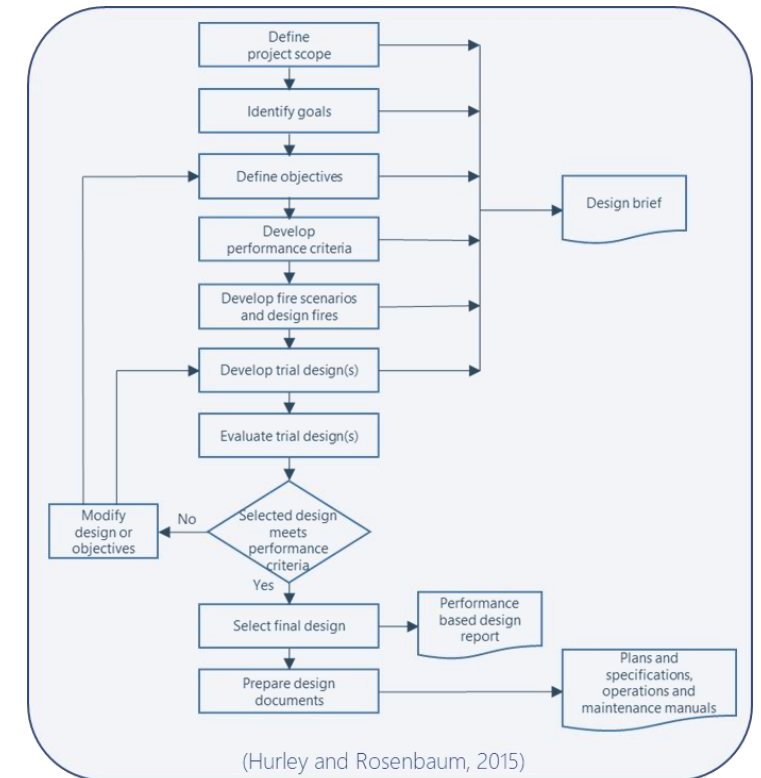 Define
project scope
Identify goals
Define objectives
Design brief
Develop
performance criteria
Develop fire scenarios
and design fires
Develop trial design(s)
Evaluate trial design(s)
Modify
design or
objectives
No
Selected design
meets
performance
criteria
Yes
Select final design
Performance
based design
report
Prepare design
documents
Plans and
specifications,
operations and
maintenance manuals
(Hurley and Rosenbaum, 2015)